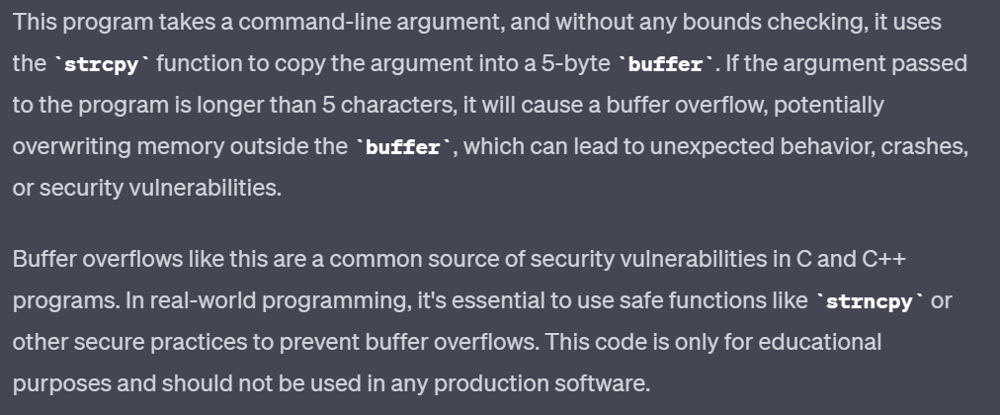 This program takes a command-line argument, and without any bounds checking, it uses
the `strcpy` function to copy the argument into a 5-byte `buffer`. If the argument passed
to the program is longer than 5 characters, it will cause a buffer overflow, potentially
overwriting memory outside the `buffer`, which can lead to unexpected behavior, crashes,
or security vulnerabilities.
Buffer overflows like this are a common source of security vulnerabilities in C and C++
programs. In real-world programming, it's essential to use safe functions like `strncpy` or
other secure practices to prevent buffer overflows. This code is only for educational
purposes and should not be used in any production software.